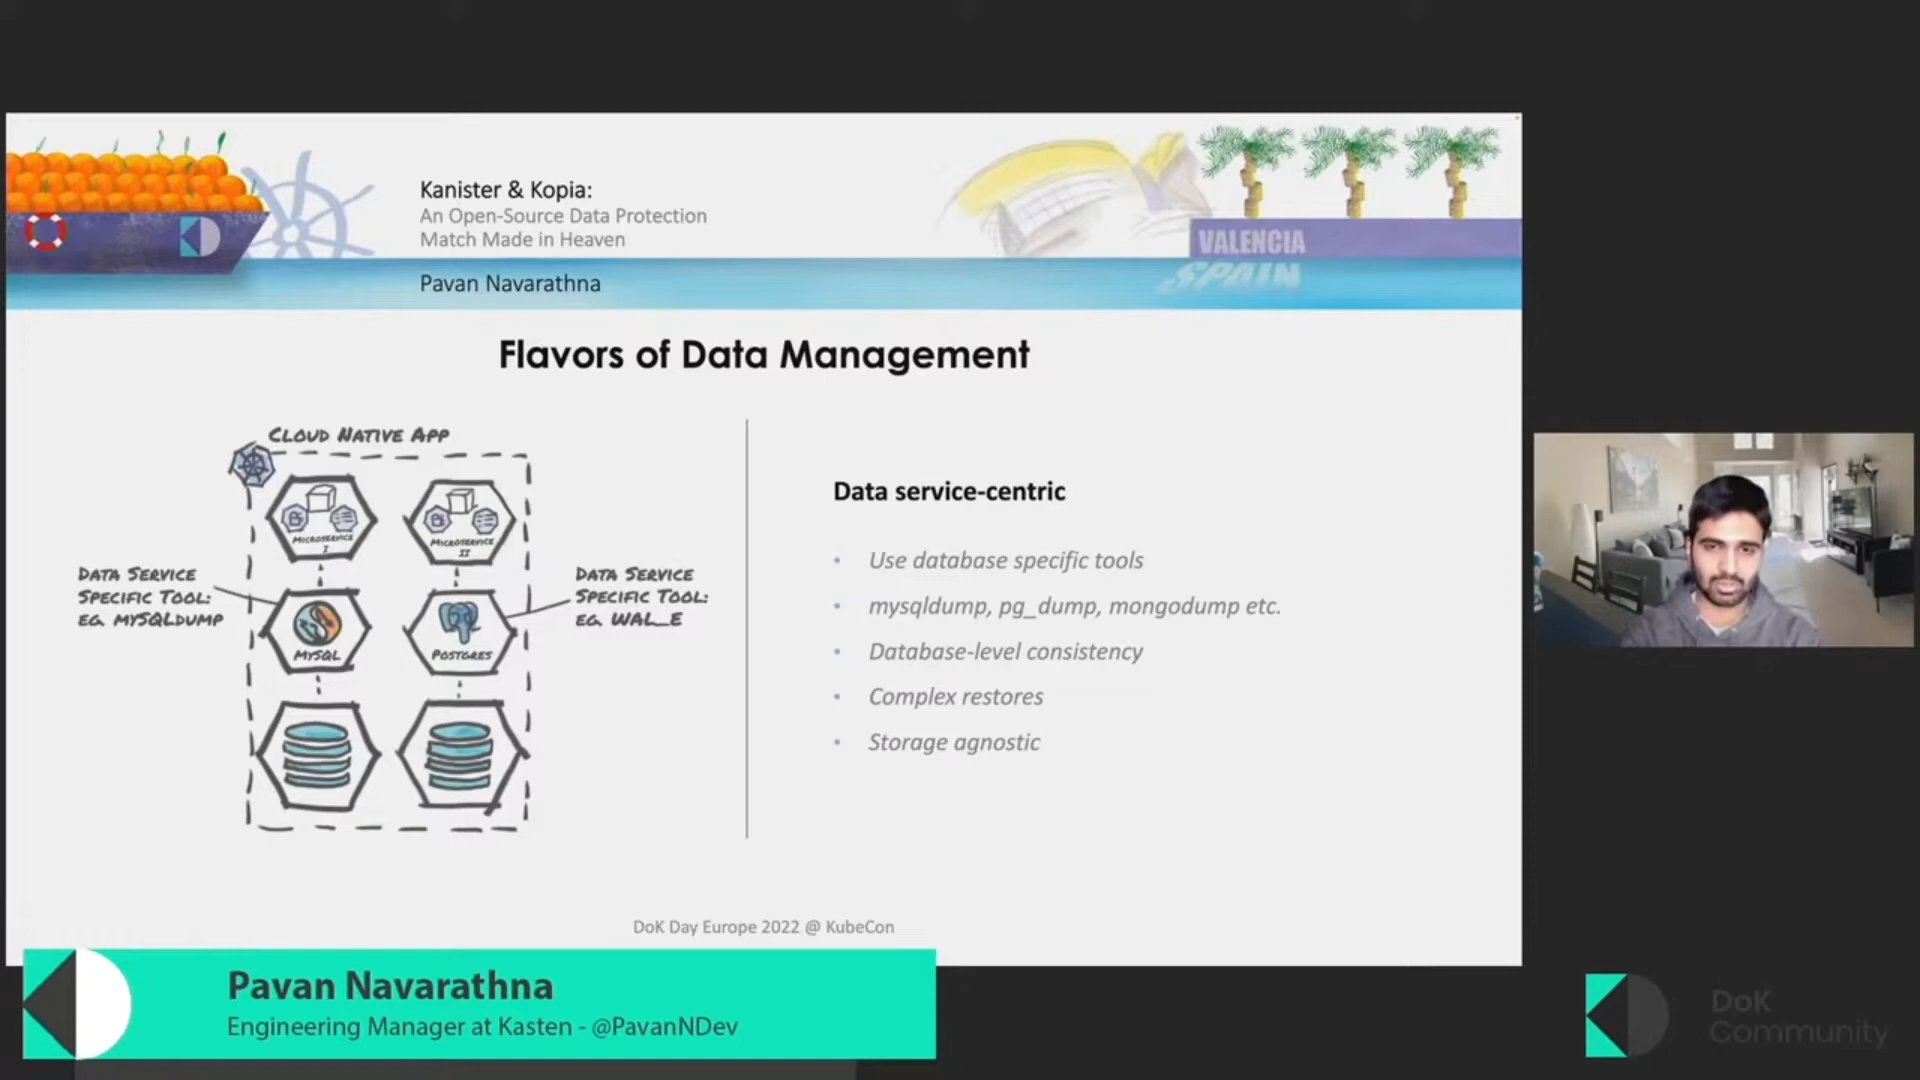 Kanister & Kopia:
An Open-Source Data Protection
Match Made in Heaven
Pavan Navarathna
VALENCIA
SPAIN
Flavors of Data Management
CLOUD NATIVE APP
MICROSERVICE
I
MICROSERVICE
II
DATA SERVICE
SPECIFIC TOOL:
EG. MYSQLDUMP
MYSQL
POSTGRES
DATA SERVICE
SPECIFIC TOOL:
EG. WAL_E
Data service-centric
• Use database specific tools
• mysqldump, pg_dump, mongodump etc.
• Database-level consistency
• Complex restores
• Storage agnostic
DoK Day Europe 2022 @ KubeCon
Pavan Navarathna
Engineering Manager at Kasten - @PavanNDev
DoK
Community